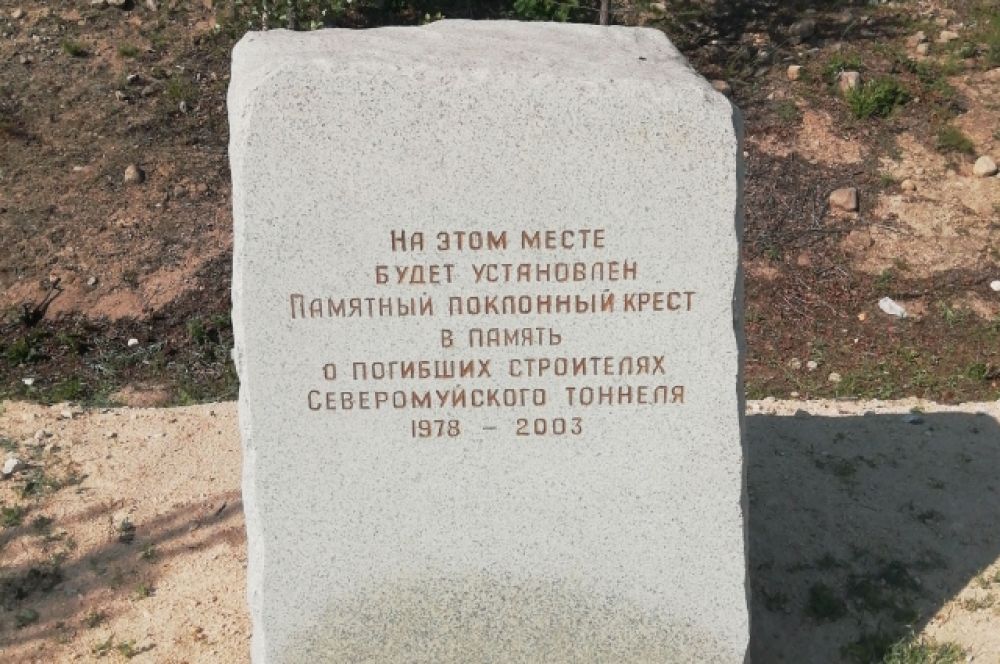 На этом месте
будет установлен
Памятный поклонный крест
в память
о погибших строителях
Северомуйского тоннеля
1978 – 2003